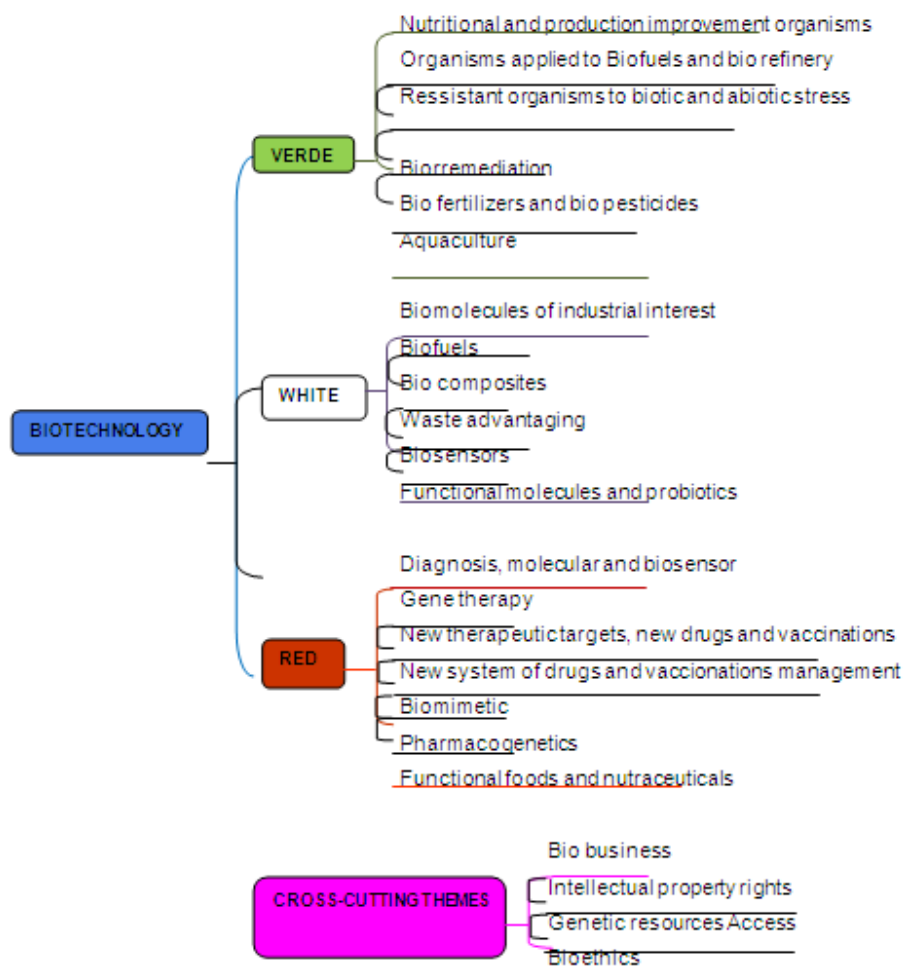 Nutritional and production improvement organisms
Organisms applied to Biofuels and bio refinery
Ressistant organisms to biotic and abiotic stress
VERDE
Biorremediation
Bio fertilizers and bio pesticides
Aquaculture
Biomolecules of industrial interest
Biofuels
Bio composites
WHITE
Waste advantaging
BIOTECHNOLOGY
Biosensors
Functional molecules and probiotics
Diagnosis, molecular and biosensor
Gene therapy
New therapeutic targets, new drugs and vaccinations
RED
New system of drugs and vaccionations management
Biomimetic
Pharmacogenetics
Functional foods and nutraceuticals
Bio business
CROSS-CUTTING THEMES
Intellectual property rights
Genetic resources Access
Bioethics